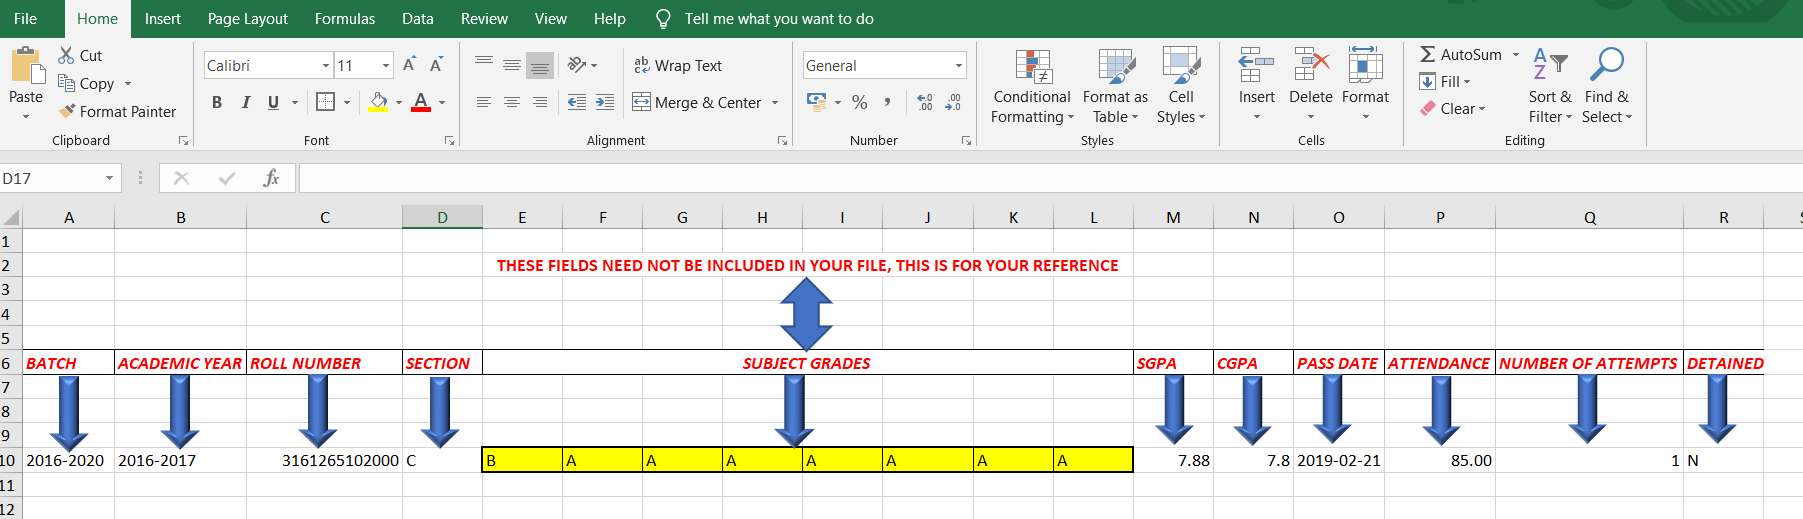 File Home Insert Page Layout Formulas Data Review View Help Tell me what you want to do
Cut
Copy
Format Painter
Paste
Clipboard
Calibri 11
B I U A
Font
ab Wrap Text
Merge & Center
Alignment
General
% ,
Number
Conditional Formatting
Format as Table
Cell Styles
Styles
Insert Delete Format
Cells
AutoSum
Fill
Clear
Sort & Filter
Find & Select
Editing
D17 fx
A B C D E F G H I J K L M N O P Q R
1
2 THESE FIELDS NEED NOT BE INCLUDED IN YOUR FILE, THIS IS FOR YOUR REFERENCE
3
4
5
6 BATCH ACADEMIC YEAR ROLL NUMBER SECTION SUBJECT GRADES SGPA CGPA PASS DATE ATTENDANCE NUMBER OF ATTEMPTS DETAINED
7
8
9
10 2016-2020 2016-2017 3161265102000 C B A A A A A A A 7.88 7.8 2019-02-21 85.00 1 N
11
12